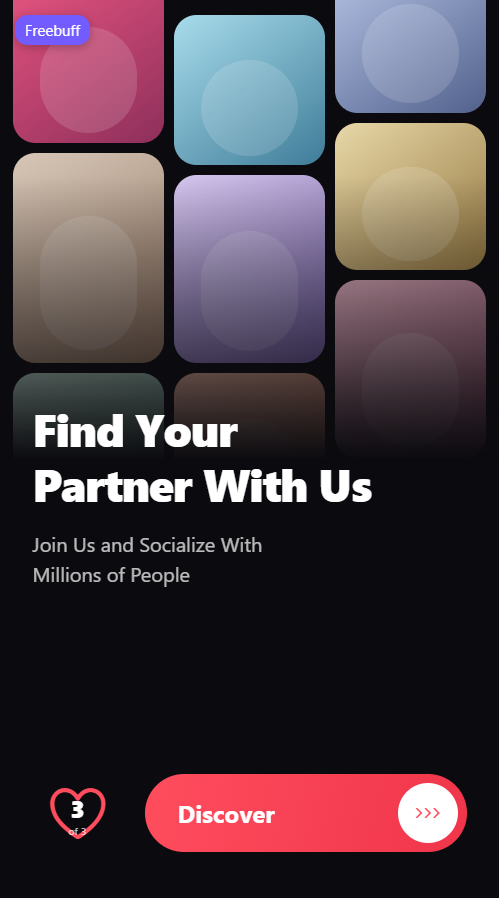 Freebuff
Find Your
Partner With Us
Join Us and Socialize With
Millions of People
3
of 3
Discover